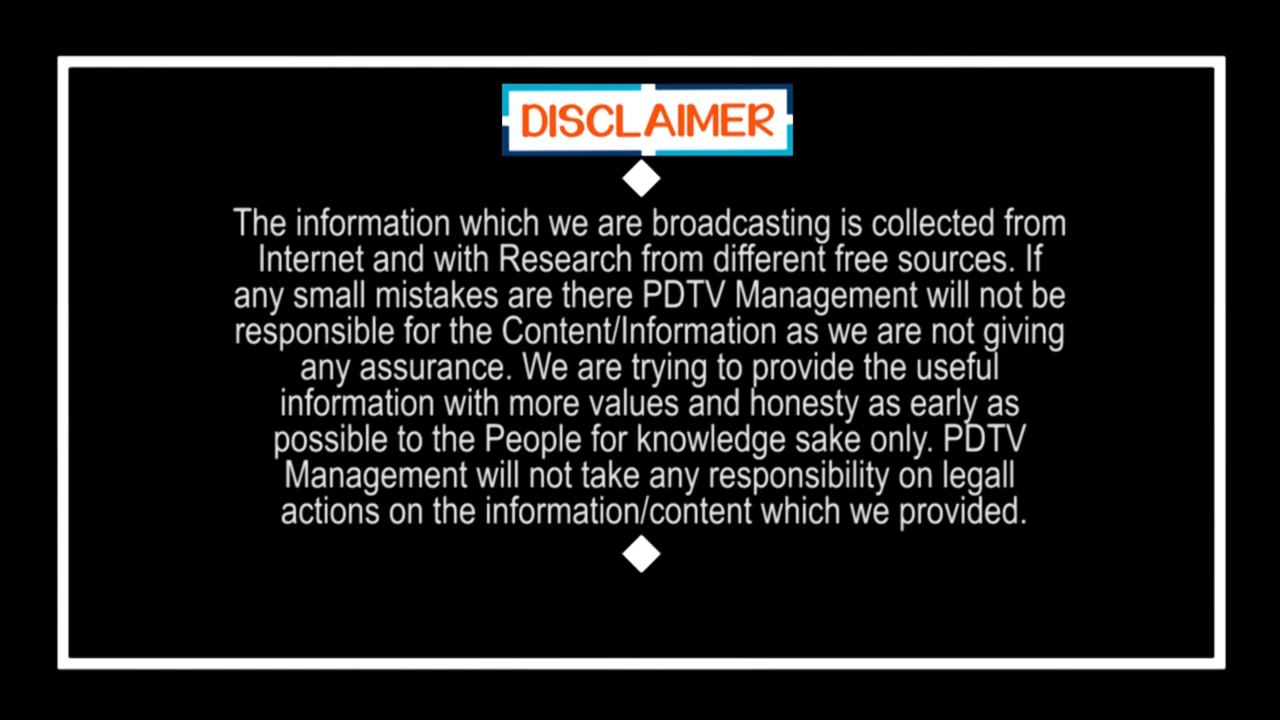 DISCLAIMER
The information which we are broadcasting is collected from
Internet and with Research from different free sources. If
any small mistakes are there PDTV Management will not be
responsible for the Content/Information as we are not giving
any assurance. We are trying to provide the useful
information with more values and honesty as early as
possible to the People for knowledge sake only. PDTV
Management will not take any responsibility on legall
actions on the information/content which we provided.